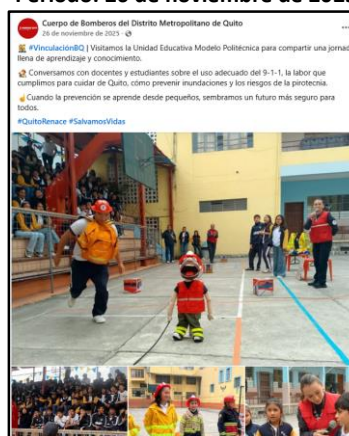 Período: 26 de noviembre de 202
Cuerpo de Bomberos del Distrito Metropolitano de Quito
26 de noviembre de 2025 ·
#VinculaciónBQ | Visitamos la Unidad Educativa Modelo Politécnica para compartir una jornada
llena de aprendizaje y conocimiento.
Conversamos con docentes y estudiantes sobre el uso adecuado del 9-1-1, la labor que
cumplimos para cuidar de Quito, cómo prevenir inundaciones y los riesgos de la pirotecnia.
Cuando la prevención se aprende desde pequeños, sembramos un futuro más seguro para
todos.
#QuitoRenace #SalvamosVidas